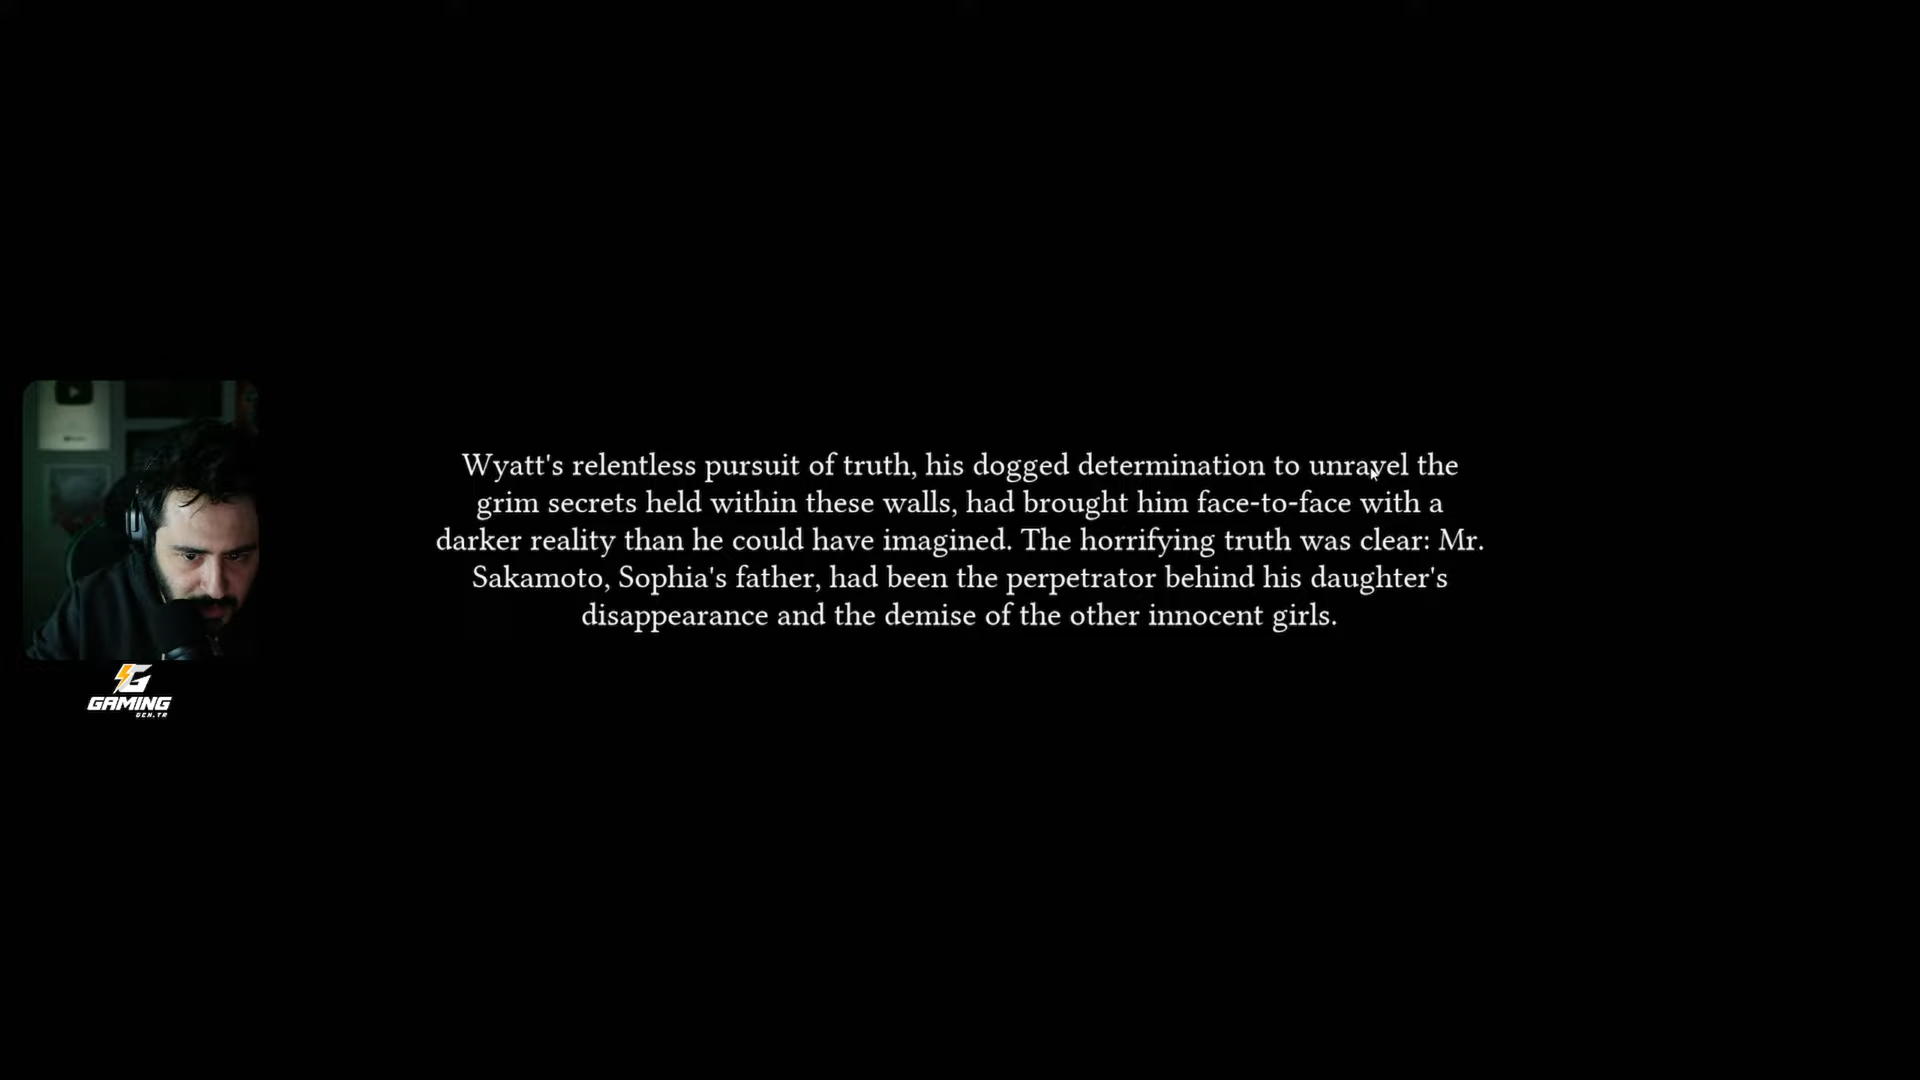 Wyatt's relentless pursuit of truth, his dogged determination to unravel the
grim secrets held within these walls, had brought him face-to-face with a
darker reality than he could have imagined. The horrifying truth was clear: Mr.
Sakamoto, Sophia's father, had been the perpetrator behind his daughter's
disappearance and the demise of the other innocent girls.
GAMING
GEN.TR